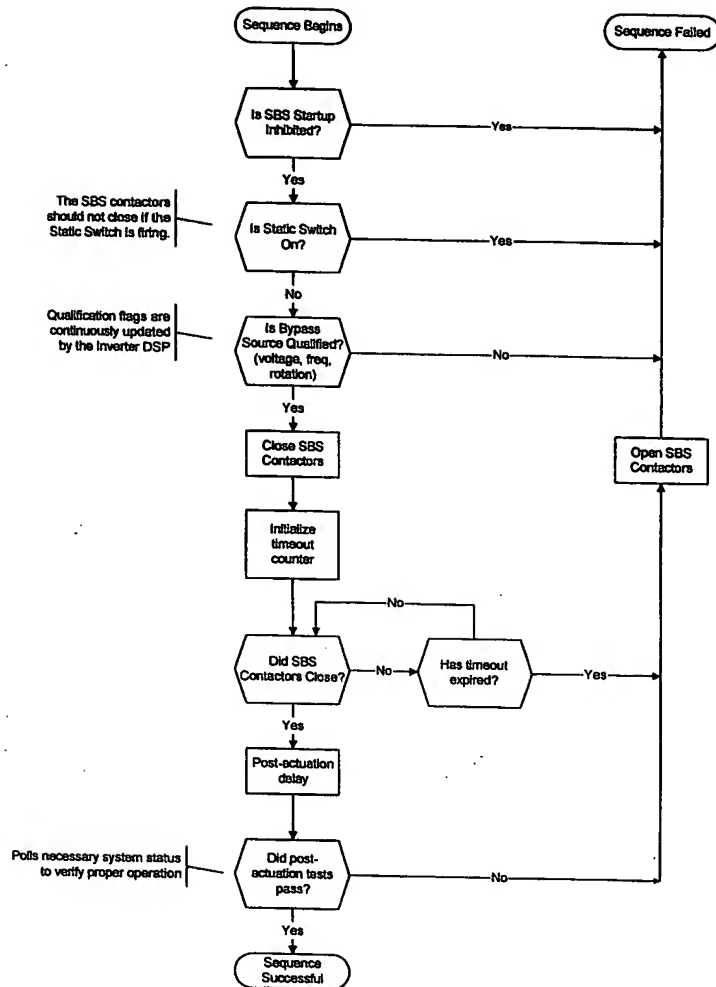 Sequence Begins
Sequence Failed
Is SBS Startup
Inhibited?
Yes
Yes
The SBS contactors
should not close if the
Static Switch is firing.
Is Static Switch
On?
Yes
No
Qualification flags are
continuously updated
by the Inverter DSP
Is Bypass
Source Qualified?
(voltage, freq,
rotation)
No
Yes
Close SBS
Contactors
Open SBS
Contactors
Initialize
timeout
counter
No
Did SBS
Contactors Close?
No
Has timeout
expired?
Yes
Yes
Post-actuation
delay
Polls necessary system status
to verify proper operation
Did post-
actuation tests
pass?
No
Yes
Sequence
Successful